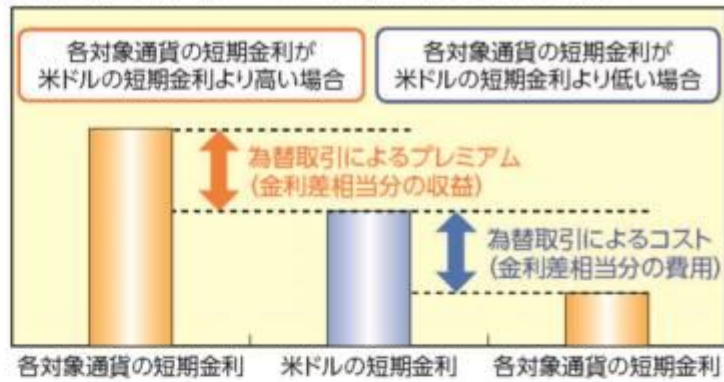 各対象通貨の短期金利が
米ドルの短期金利より高い場合
各対象通貨の短期金利が
米ドルの短期金利より低い場合
為替取引によるプレミアム
(金利差相当分の収益)
為替取引によるコスト
(金利差相当分の費用)
各対象通貨の短期金利
米ドルの短期金利
各対象通貨の短期金利